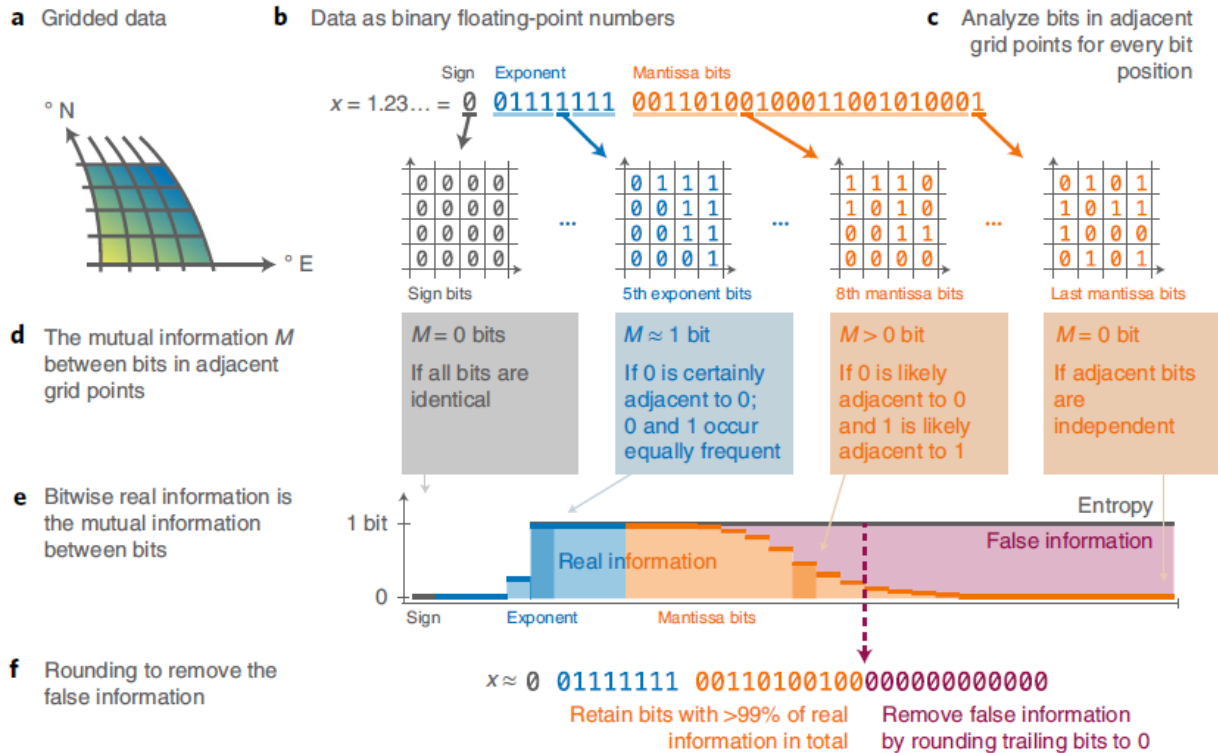 a Gridded data
b Data as binary floating-point numbers
c Analyze bits in adjacent
grid points for every bit
position
Sign Exponent Mantissa bits
x = 1.23... = 0 01111111 00110100100011001010001
° N
° E
0 0 0 0
0 0 0 0
0 0 0 0
0 0 0 0
Sign bits
...
0 1 1 1
0 0 1 1
0 0 1 1
0 0 0 1
5th exponent bits
...
1 1 1 0
1 0 1 0
0 0 1 1
0 0 0 0
8th mantissa bits
...
0 1 0 1
1 0 1 1
1 0 0 0
0 1 0 1
Last mantissa bits
d The mutual information M
between bits in adjacent
grid points
M = 0 bits
If all bits are
identical
M ≈ 1 bit
If 0 is certainly
adjacent to 0;
0 and 1 occur
equally frequent
M > 0 bit
If 0 is likely
adjacent to 0
and 1 is likely
adjacent to 1
M = 0 bit
If adjacent bits
are
independent
e Bitwise real information is
the mutual information
between bits
Entropy
1 bit
False information
Real information
0
Sign Exponent Mantissa bits
f Rounding to remove the
false information
x ≈ 0 01111111 00110100100000000000000
Retain bits with >99% of real
information in total
Remove false information
by rounding trailing bits to 0